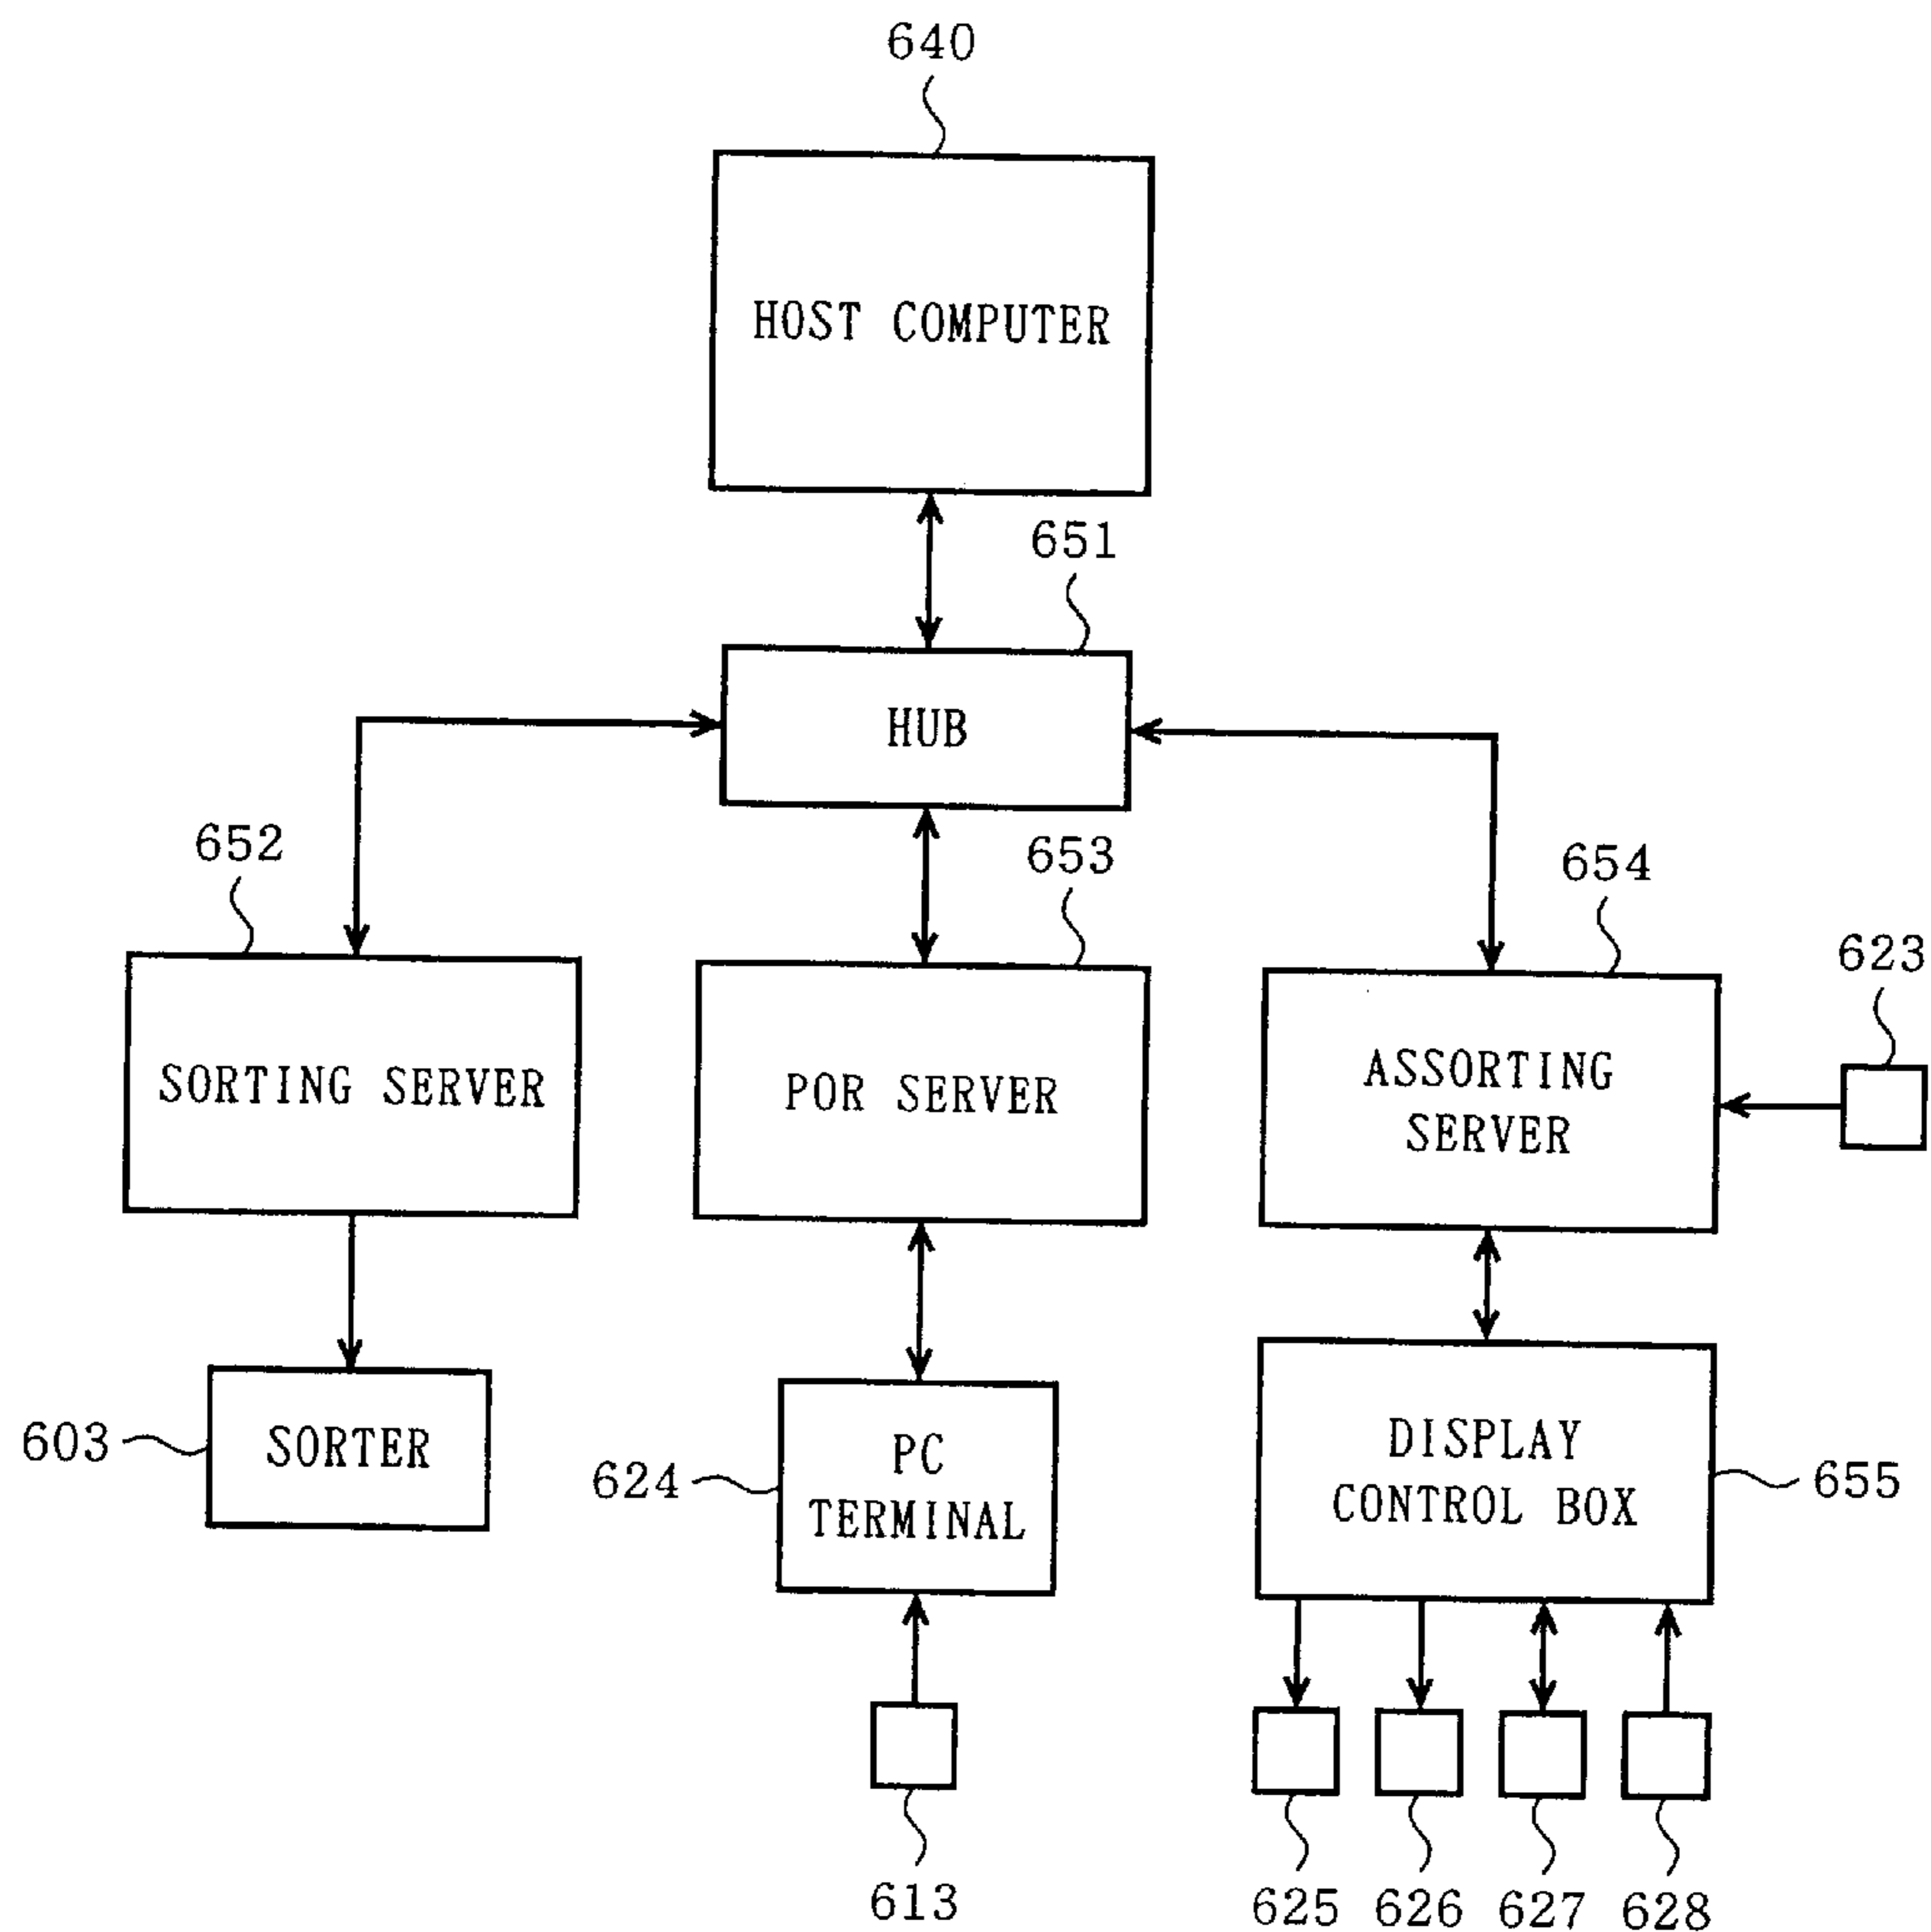 640
HOST COMPUTER
651
HUB
652
653
654
623
SORTING SERVER
POR SERVER
ASSORTING
SERVER
603
SORTER
624
PC
TERMINAL
DISPLAY
CONTROL BOX
655
613
625
626
627
628